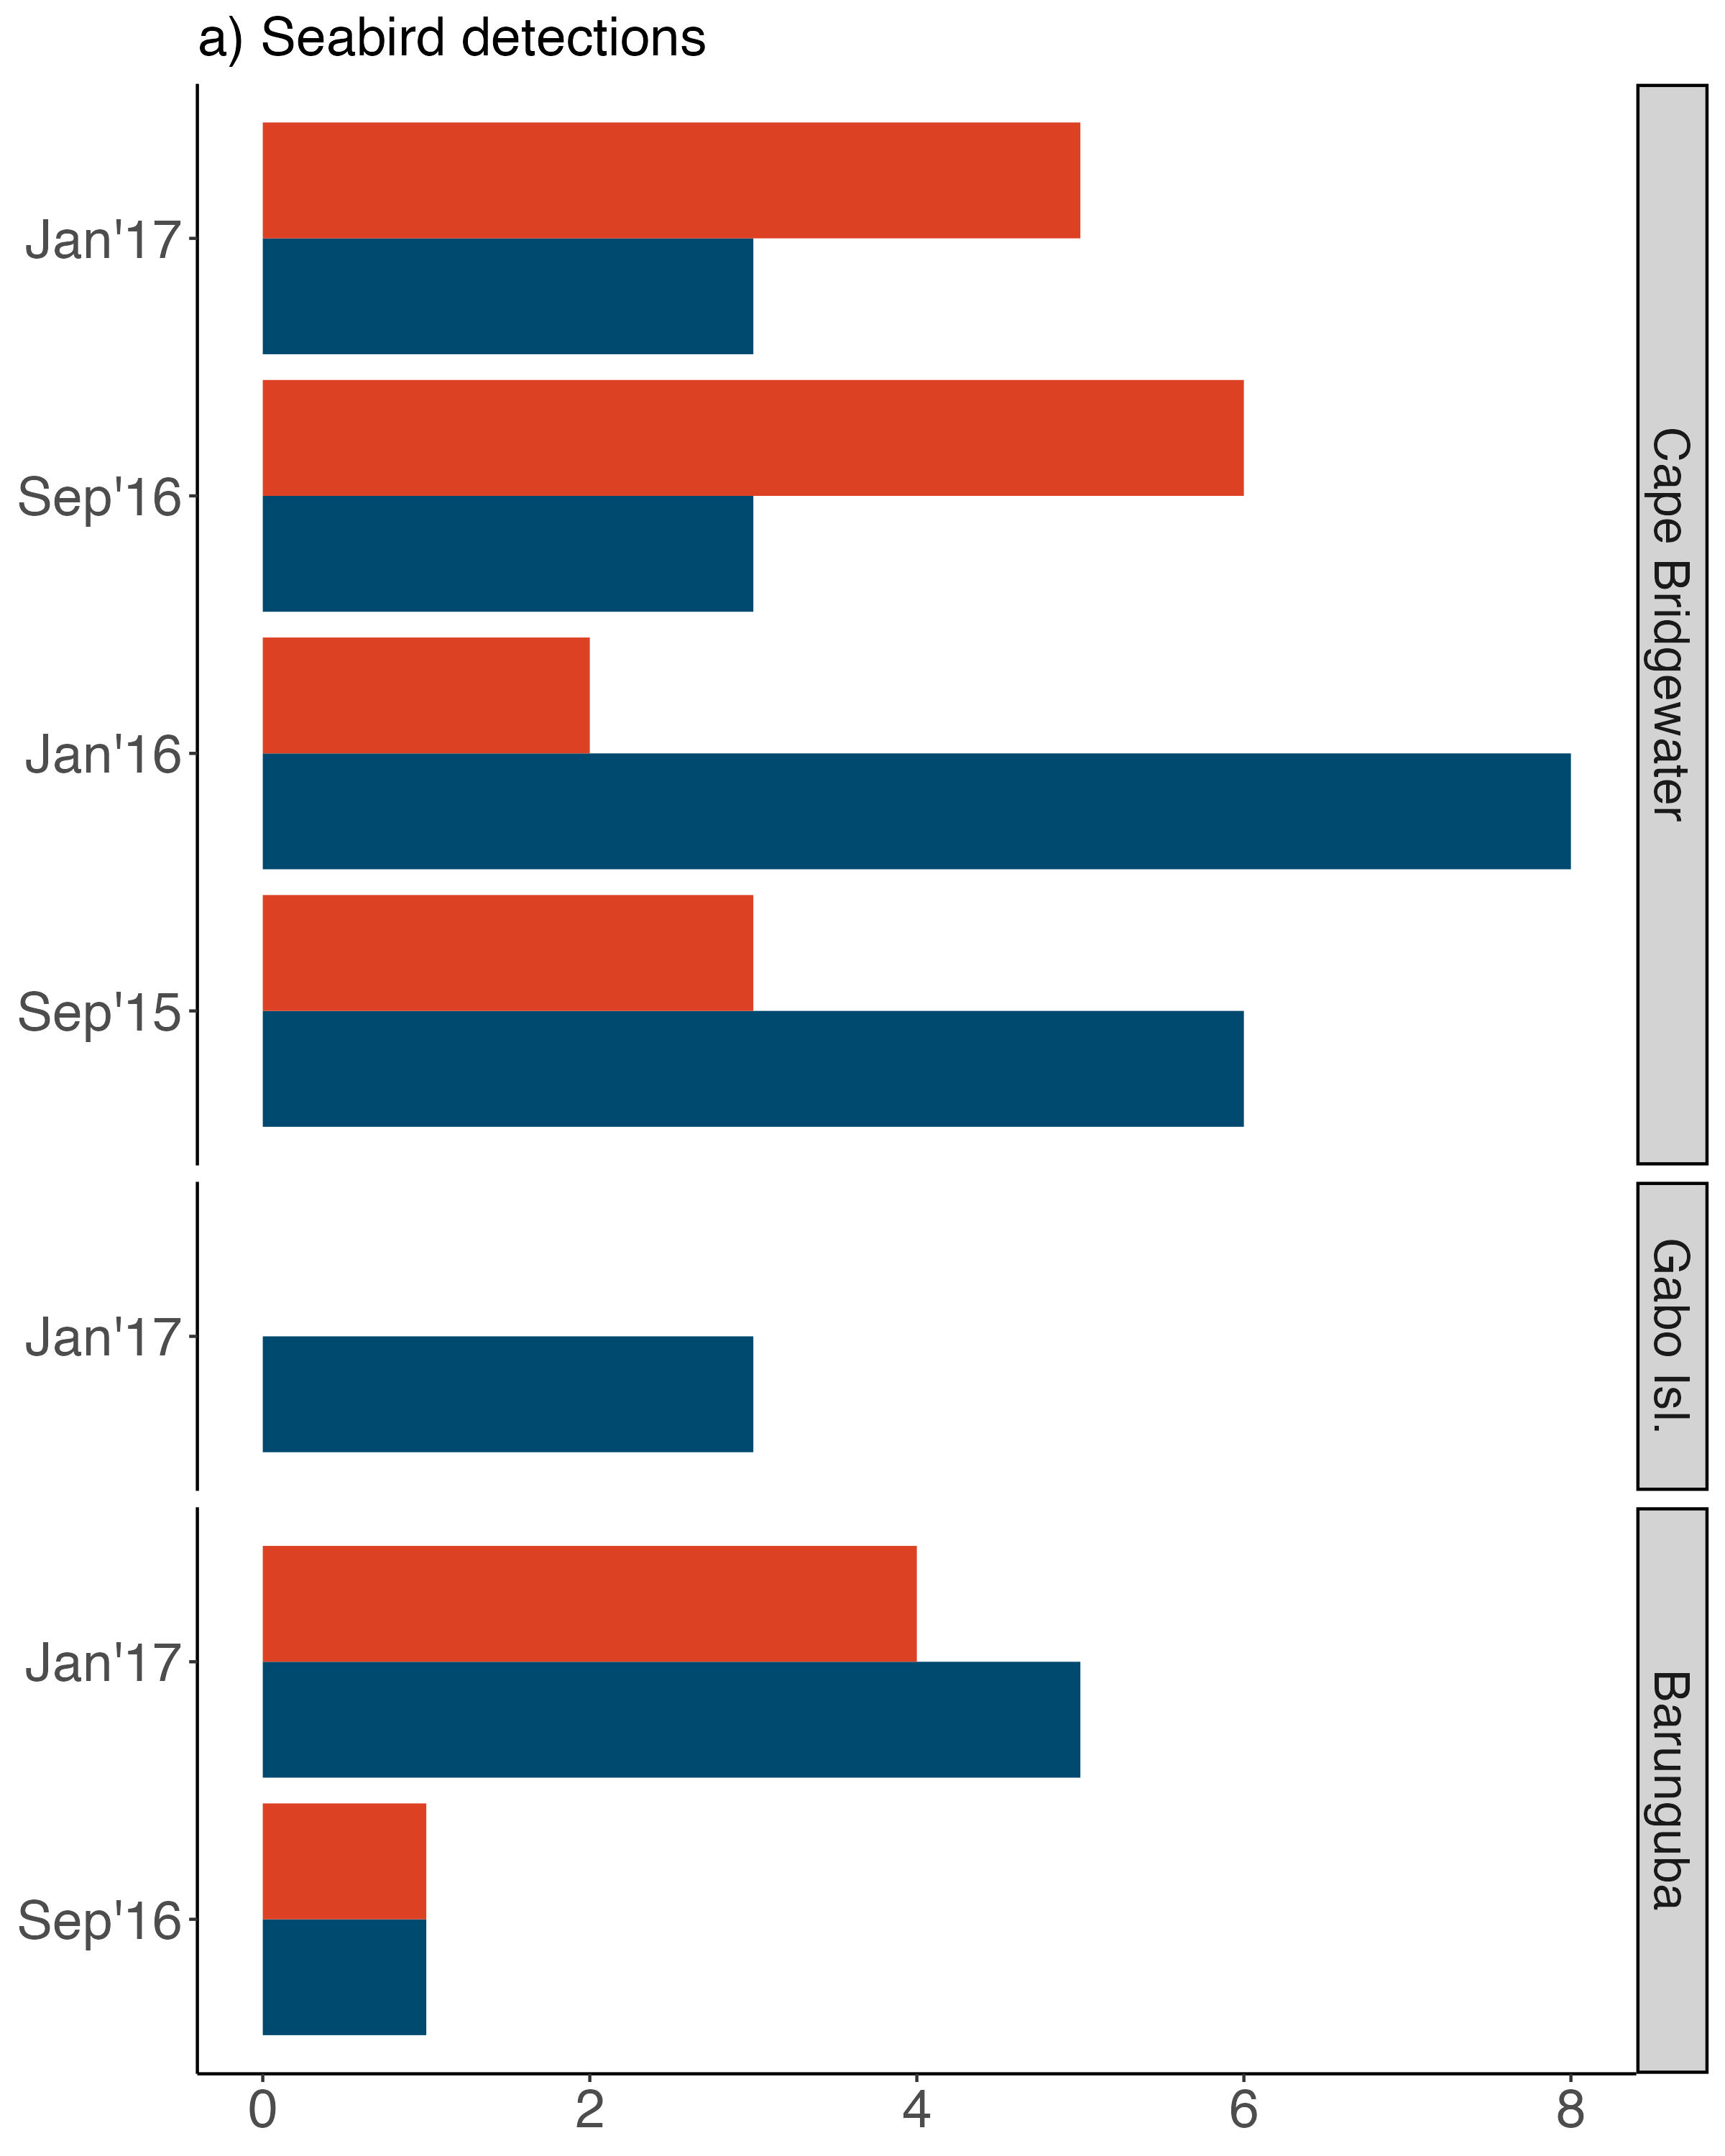 a) Seabird detections
Jan'17
Sep'16
Jan'16
Sep'15
Cape Bridgewater
Jan'17
Gabo Isl.
Jan'17
Sep'16
Barunguba
0 2 4 6 8